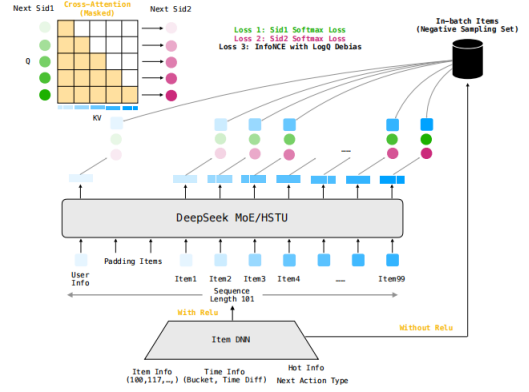 Cross-Attention
(Masked)
Next Sid1
Next Sid2
Q
KV
Loss 1: Sid1 Softmax Loss
Loss 2: Sid2 Softmax Loss
Loss 3: InfoNCE with LogQ Debias
In-batch Items
(Negative Sampling Set)
DeepSeek MoE/HSTU
User
Info
Padding Items
Item1
Item2
Item3
Item4
Item99
Sequence
Length 101
With Relu
Without Relu
Item DNN
Item Info
(100,117,…,)
Time Info
(Bucket, Time Diff)
Hot Info
Next Action Type